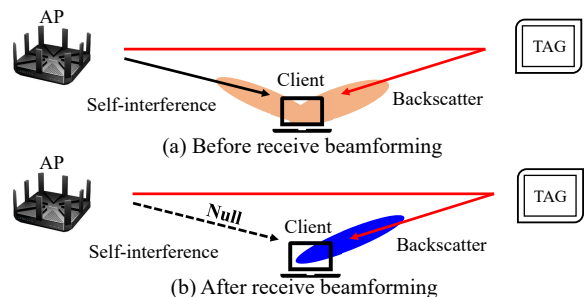 AP
TAG
Client
Self-interference
Backscatter
(a) Before receive beamforming
AP
TAG
Null
Client
Self-interference
Backscatter
(b) After receive beamforming